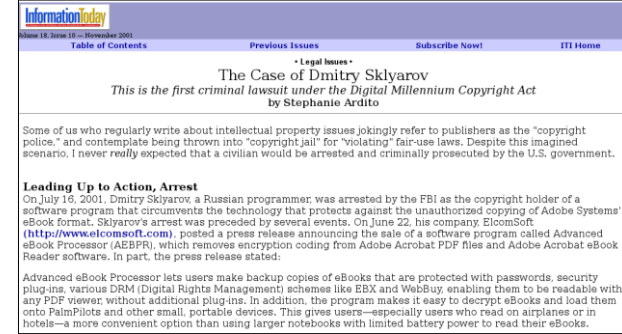 InformationToday
Volume 18, Issue 10 — November 2001
Table of Contents Previous Issues Subscribe Now! ITI Home
• Legal Issues •
The Case of Dmitry Sklyarov
This is the first criminal lawsuit under the Digital Millennium Copyright Act
by Stephanie Ardito
Some of us who regularly write about intellectual property issues jokingly refer to publishers as the "copyright
police," and contemplate being thrown into "copyright jail" for "violating" fair-use laws. Despite this imagined
scenario, I never really expected that a civilian would be arrested and criminally prosecuted by the U.S. government.
Leading Up to Action, Arrest
On July 16, 2001, Dmitry Sklyarov, a Russian programmer, was arrested by the FBI as the copyright holder of a
software program that circumvents the technology that protects against the unauthorized copying of Adobe Systems'
eBook format. Sklyarov's arrest was preceded by several events. On June 22, his company, ElcomSoft
(http://www.elcomsoft.com), posted a press release announcing the sale of a software program called Advanced
eBook Processor (AEBPR), which removes encryption coding from Adobe Acrobat PDF files and Adobe Acrobat eBook
Reader software. In part, the press release stated:
Advanced eBook Processor lets users make backup copies of eBooks that are protected with passwords, security
plug-ins, various DRM (Digital Rights Management) schemes like EBX and WebBuy, enabling them to be readable with
any PDF viewer, without additional plug-ins. In addition, the program makes it easy to decrypt eBooks and load them
onto PalmPilots and other small, portable devices. This gives users—especially users who read on airplanes or in
hotels—a more convenient option than using larger notebooks with limited battery power to read their eBooks.